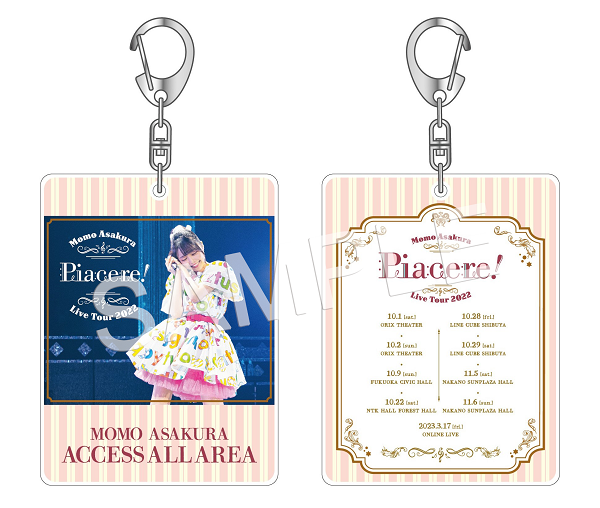 Momo Asakura
Piacere!
Live Tour 2022
MOMO ASAKURA
ACCESS ALL AREA
SAMPLE
Momo Asakura
Piacere!
Live Tour 2022
10.1 (sat.)
ORIX THEATER
10.2 (sun.)
ORIX THEATER
10.9 (sun.)
FUKUOKA CIVIC HALL
10.22 (sat.)
NTK HALL FOREST HALL
10.28 (fri.)
LINE CUBE SHIBUYA
10.29 (sat.)
LINE CUBE SHIBUYA
11.5 (sat.)
NAKANO SUNPLAZA HALL
11.6 (sun.)
NAKANO SUNPLAZA HALL
2023.3.17 (fri.)
ONLINE LIVE